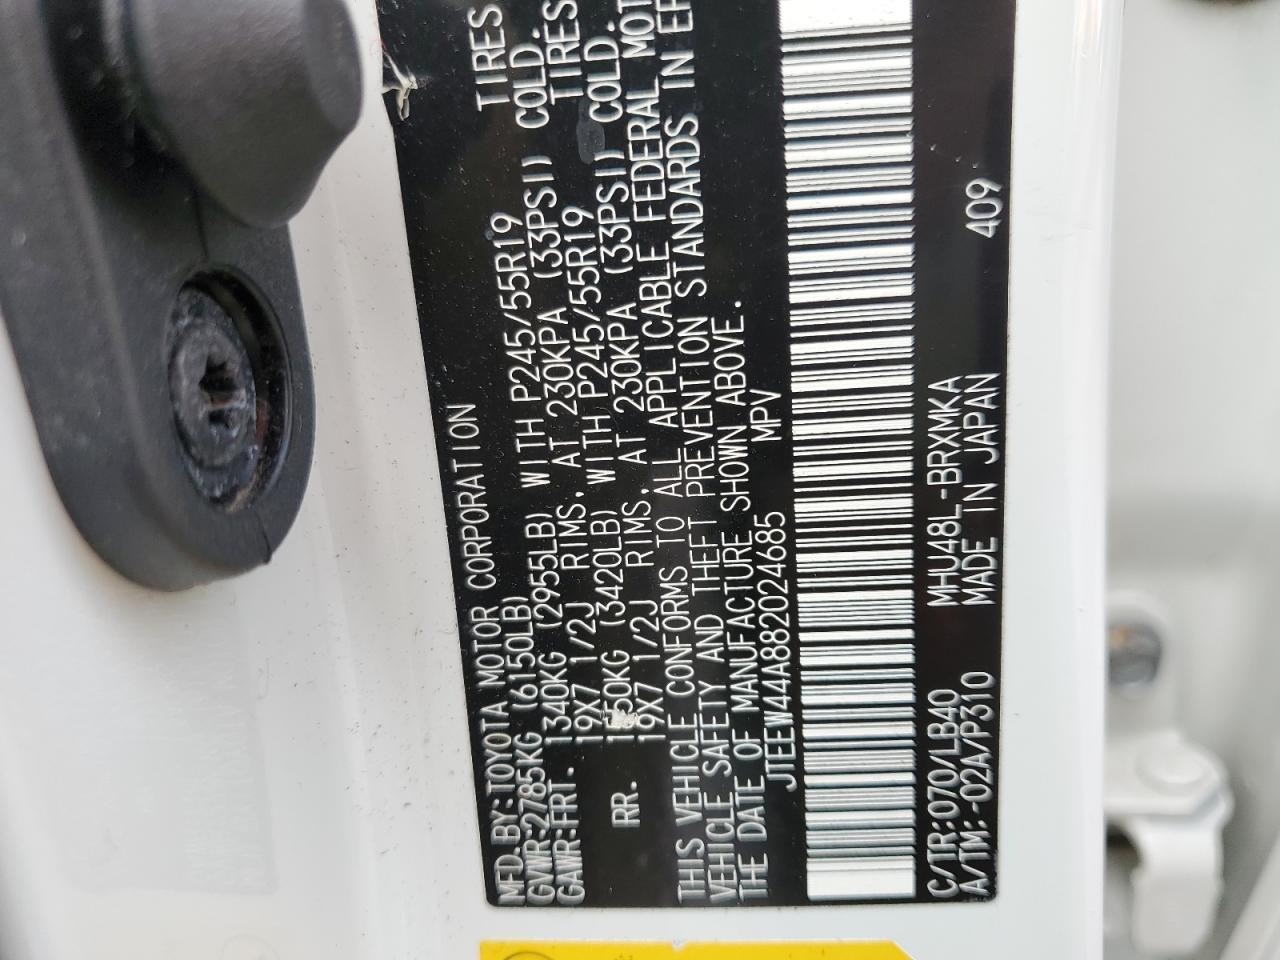 MFD.BY:TOYOTA MOTOR CORPORATION
GVWR:2785KG (6150LB)
GAWR:FRT. 1340KG (2955LB) WITH P245/55R19 TIRES
19X7 1/2J RIMS, AT 230KPA (33PSI) COLD.
RR. 1550KG (3420LB) WITH P245/55R19 TIRES
19X7 1/2J RIMS, AT 230KPA (33PSI) COLD.
THIS VEHICLE CONFORMS TO ALL APPLICABLE FEDERAL MOT
VEHICLE SAFETY AND THEFT PREVENTION STANDARDS IN EF
THE DATE OF MANUFACTURE SHOWN ABOVE.
JTEEW44A882024685 MPV
C/TR:070/LB40 MHU48L-BRXMKA
A/TM:-02A/P310 MADE IN JAPAN 409